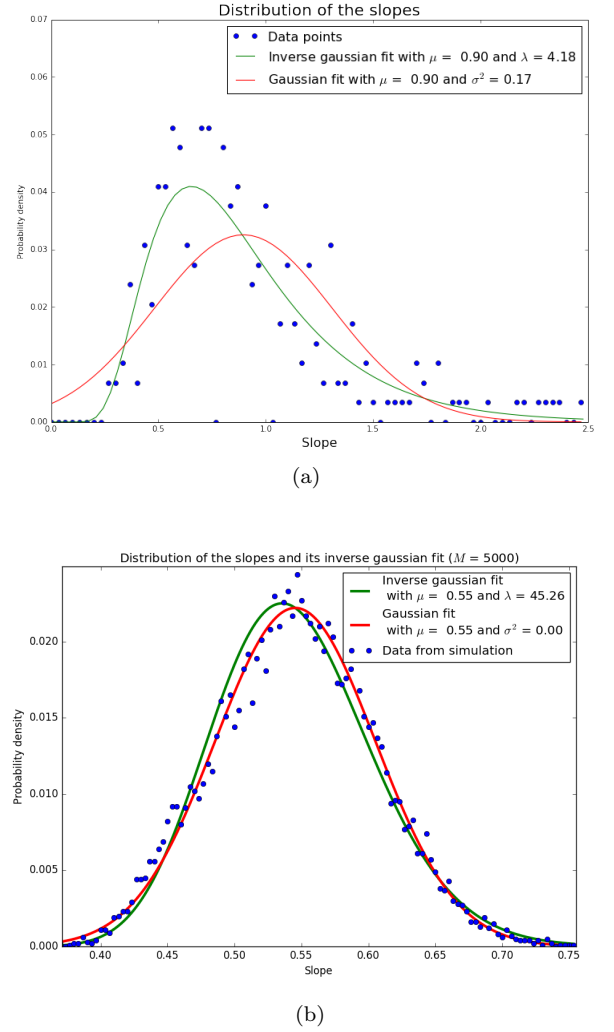 Distribution of the slopes
0.07
0.06
0.05
0.04
0.03
0.02
0.01
0.00
Probability density
Data points
Inverse gaussian fit with μ = 0.90 and λ = 4.18
Gaussian fit with μ = 0.90 and σ² = 0.17
0.0 0.5 1.0 1.5 2.0 2.5
Slope
(a)
Distribution of the slopes and its inverse gaussian fit (M = 5000)
0.020
0.015
0.010
0.005
0.000
Probability density
Inverse gaussian fit
with μ = 0.55 and λ = 45.26
Gaussian fit
with μ = 0.55 and σ² = 0.00
Data from simulation
0.40 0.45 0.50 0.55 0.60 0.65 0.70 0.75
Slope
(b)